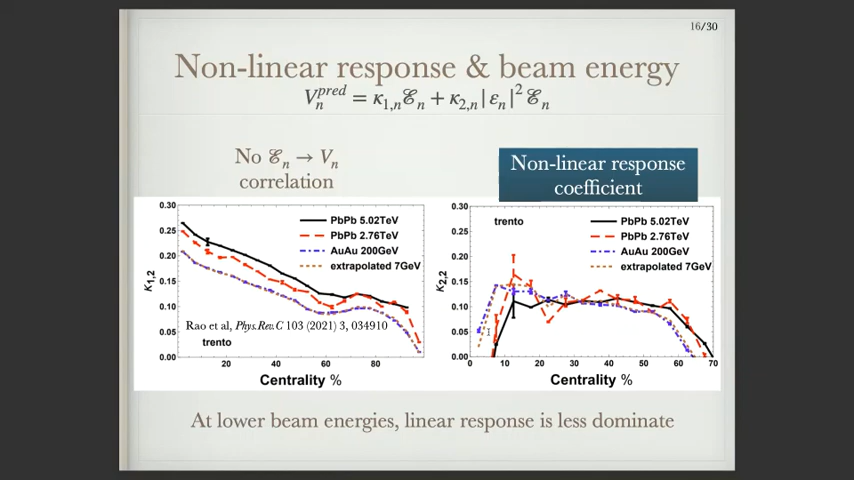 16/30
Non-linear response & beam energy
V_n^{pred} = κ_{1,n}ℰ_n + κ_{2,n}|ε_n|^2 ℰ_n
No ℰ_n → V_n
correlation
Non-linear response
coefficient
0.30
0.25
0.20
0.15
0.10
0.05
0.00
κ_{1,2}
PbPb 5.02TeV
PbPb 2.76TeV
AuAu 200GeV
extrapolated 7GeV
Rao et al, Phys.Rev.C 103 (2021) 3, 034910
trento
20
40
60
80
Centrality %
0.30
0.25
0.20
0.15
0.10
0.05
0.00
κ_{2,2}
trento
PbPb 5.02TeV
PbPb 2.76TeV
AuAu 200GeV
extrapolated 7GeV
0
10
20
30
40
50
60
70
Centrality %
At lower beam energies, linear response is less dominate